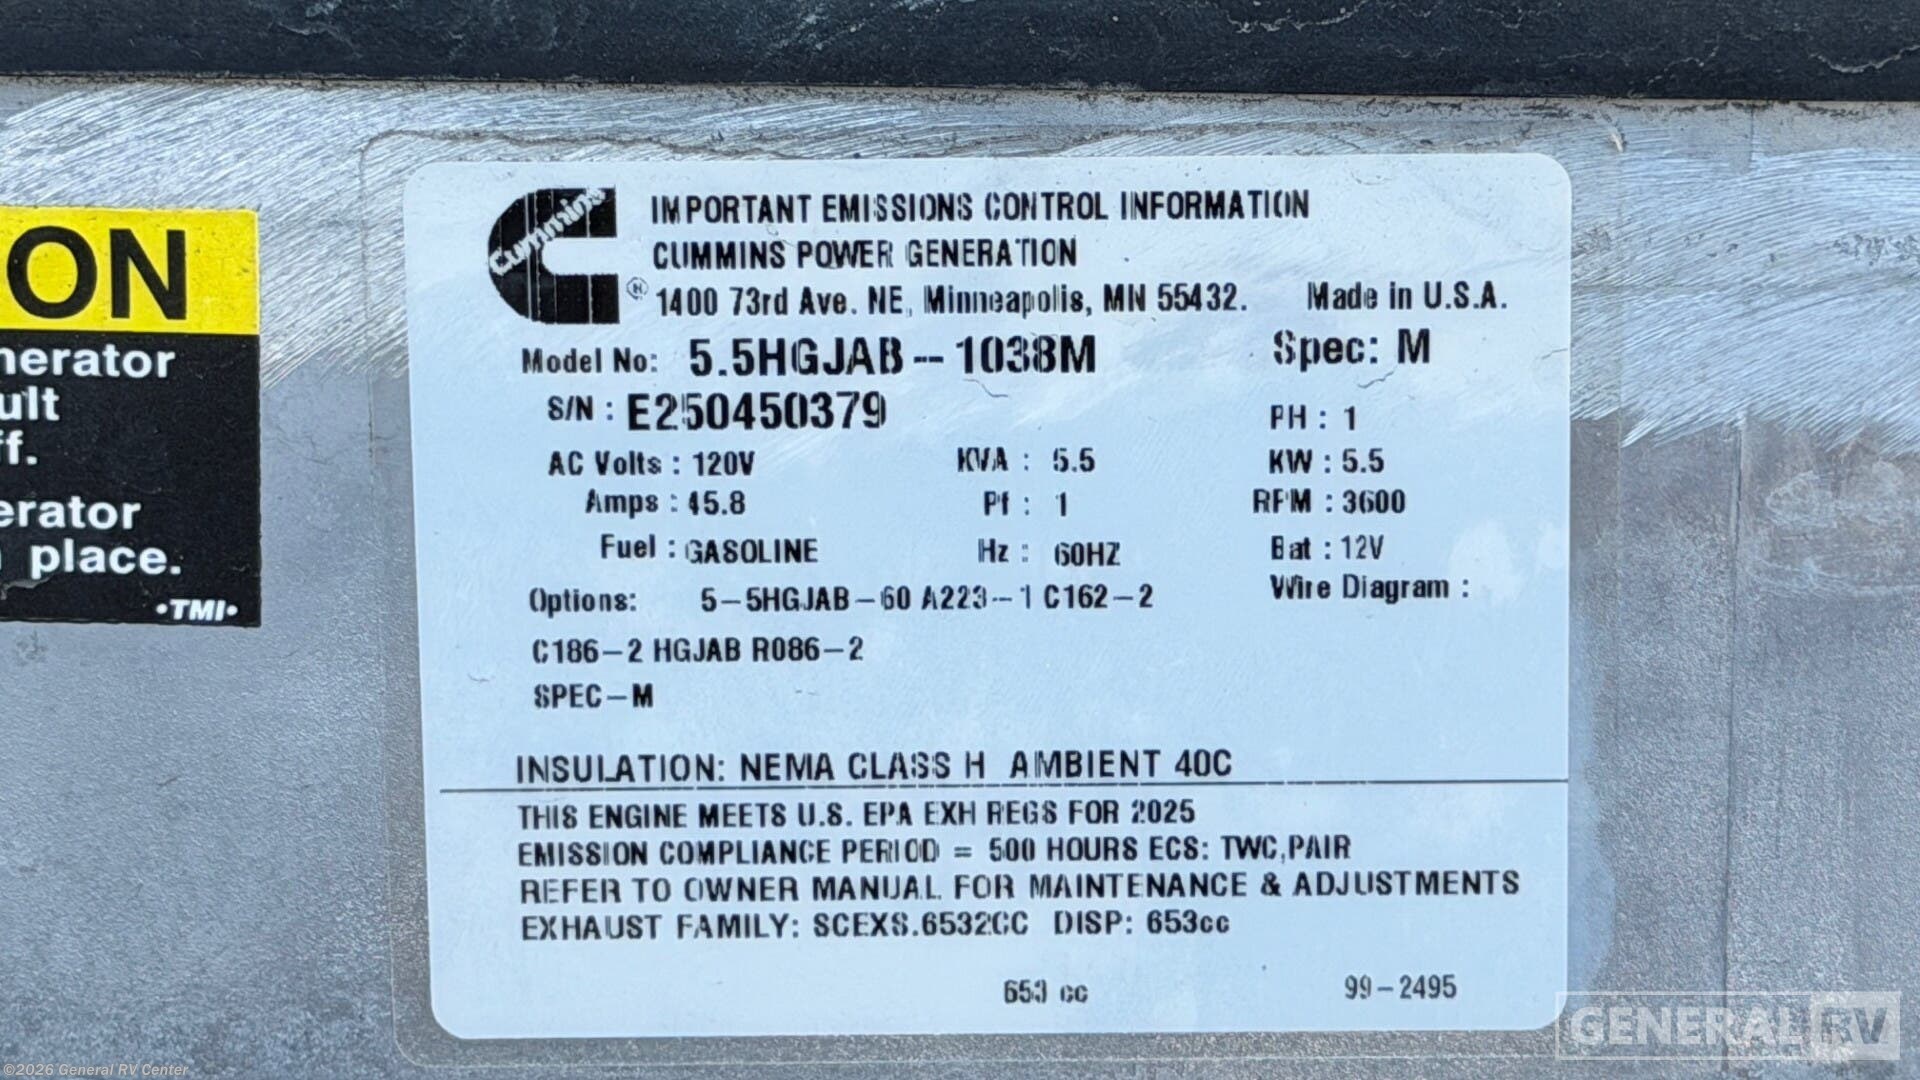 ON
nerator
ult
ff.
erator
place.
•TMI•
Cummins
IMPORTANT EMISSIONS CONTROL INFORMATION
CUMMINS POWER GENERATION
® 1400 73rd Ave. NE, Minneapolis, MN 55432. Made in U.S.A.
Model No: 5.5HGJAB--1038M Spec: M
S/N : E250450379 PH : 1
AC Volts : 120V KVA : 5.5 KW : 5.5
Amps : 45.8 Pf : 1 RPM : 3600
Fuel : GASOLINE Hz : 60HZ Bat : 12V
Options: 5-5HGJAB-60 A223--1 C162-2 Wire Diagram :
C186-2 HGJAB R086-2
SPEC-M
INSULATION: NEMA CLASS H AMBIENT 40C
THIS ENGINE MEETS U.S. EPA EXH REGS FOR 2025
EMISSION COMPLIANCE PERIOD = 500 HOURS ECS: TWC,PAIR
REFER TO OWNER MANUAL FOR MAINTENANCE & ADJUSTMENTS
EXHAUST FAMILY: SCEXS.6532CC DISP: 653cc
653 cc 99-2495
GENERAL RV
©2026 General RV Center